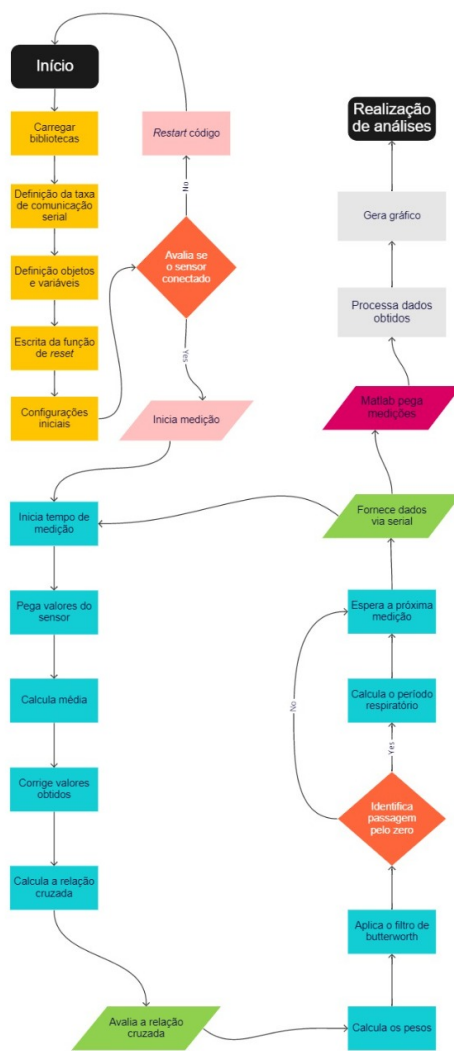 Início
Carregar
bibliotecas
Definição da taxa
de comunicação
serial
Definição objetos
e variáveis
Escrita da função
de reset
Configurações
iniciais
Restart código
No
Avalia se
o sensor
conectado
Yes
Inicia medição
Inicia tempo de
medição
Pega valores do
sensor
Calcula média
Corrige valores
obtidos
Calcula a relação
cruzada
Avalia a relação
cruzada
Calcula os pesos
Aplica o filtro de
butterworth
Identifica
passagem
pelo zero
No
Yes
Calcula o período
respiratório
Espera a próxima
medição
Fornece dados
via serial
Matlab pega
medições
Processa dados
obtidos
Gera gráfico
Realização
de análises